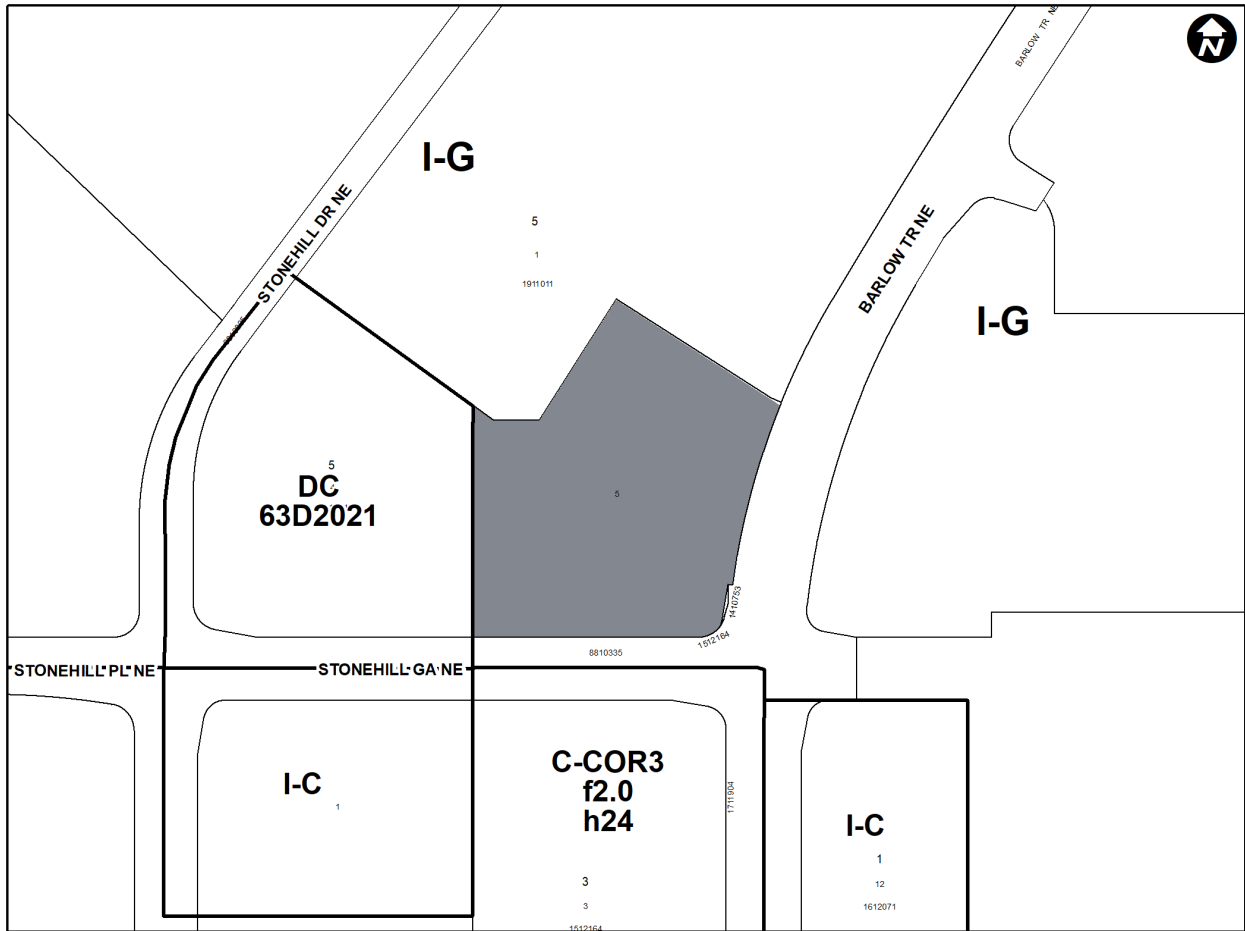 BARLOW TR NE
N
I-G
STONEHILL DR NE
5
1
1911011
BARLOW TR NE
I-G
5
DC
63D2021
5
1410753
1512164
8810335
STONEHILL PL NE
STONEHILL GA NE
I-C
1
C-COR3
f2.0
h24
1711904
I-C
1
12
1612071
3
3
1512164